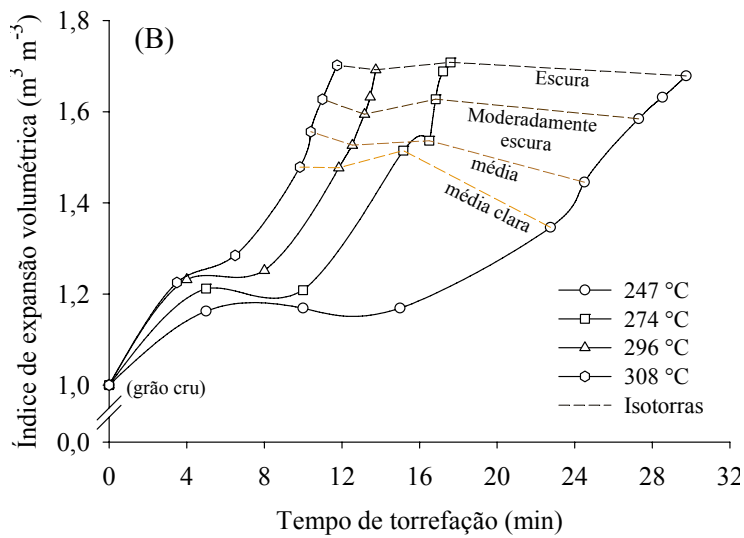 (B)
Índice de expansão volumétrica (m³ m⁻³)
1,8
1,6
1,4
1,2
1,0
0,0
(grão cru)
Escura
Moderadamente
escura
média
média clara
247 °C
274 °C
296 °C
308 °C
Isotorras
0 4 8 12 16 20 24 28 32
Tempo de torrefação (min)